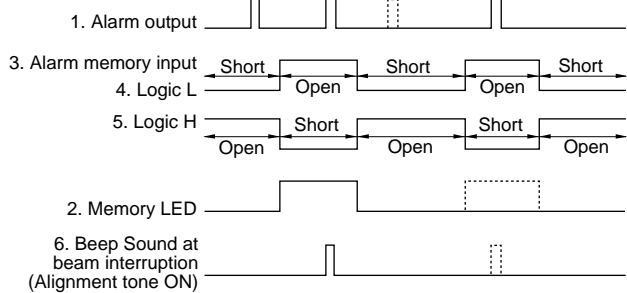 1. Alarm output
3. Alarm memory input
Short
Open
Short
Open
Short
4. Logic L
5. Logic H
Open
Short
Open
Short
Open
2. Memory LED
6. Beep Sound at
beam interruption
(Alignment tone ON)